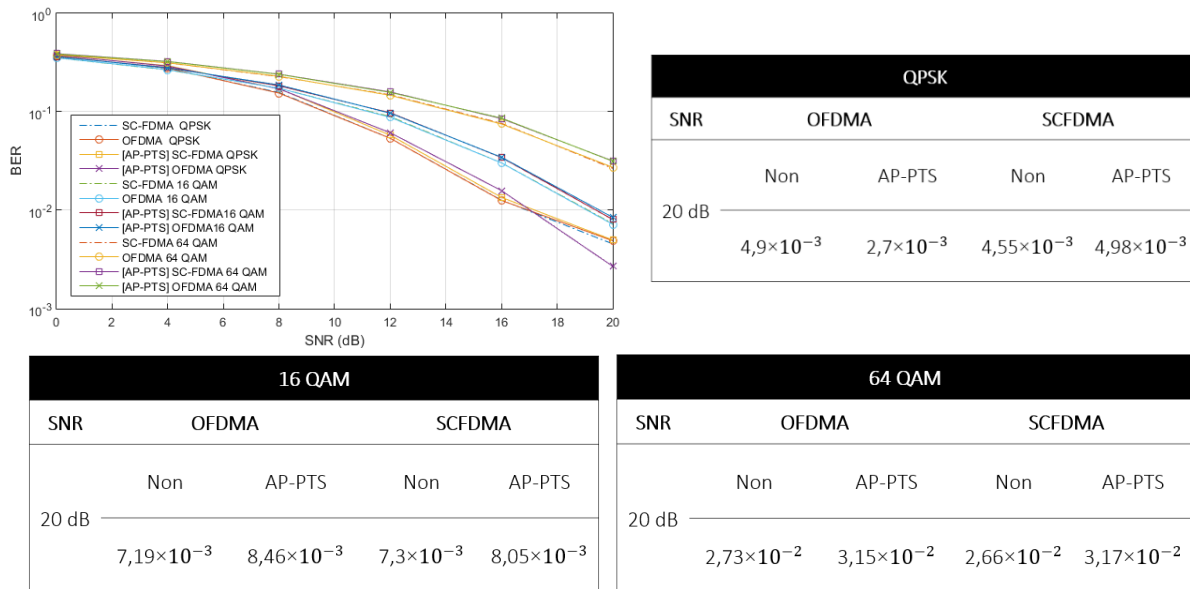 10^0
10^-1
10^-2
10^-3
BER
SC-FDMA QPSK
OFDMA QPSK
[AP-PTS] SC-FDMA QPSK
[AP-PTS] OFDMA QPSK
SC-FDMA 16 QAM
OFDMA 16 QAM
[AP-PTS] SC-FDMA16 QAM
[AP-PTS] OFDMA16 QAM
SC-FDMA 64 QAM
OFDMA 64 QAM
[AP-PTS] SC-FDMA 64 QAM
[AP-PTS] OFDMA 64 QAM
0 2 4 6 8 10 12 14 16 18 20
SNR (dB)
QPSK
SNR OFDMA SCFDMA
Non AP-PTS Non AP-PTS
20 dB
4,9×10^−3 2,7×10^−3 4,55×10^−3 4,98×10^−3
16 QAM
SNR OFDMA SCFDMA
Non AP-PTS Non AP-PTS
20 dB
7,19×10^−3 8,46×10^−3 7,3×10^−3 8,05×10^−3
64 QAM
SNR OFDMA SCFDMA
Non AP-PTS Non AP-PTS
20 dB
2,73×10^−2 3,15×10^−2 2,66×10^−2 3,17×10^−2